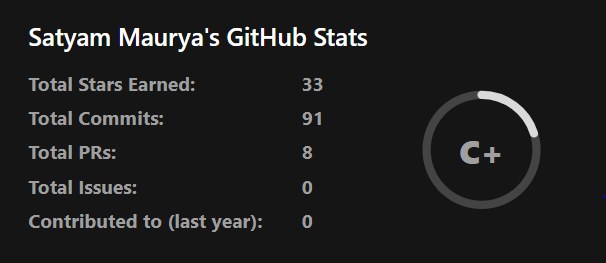 Satyam Maurya's GitHub Stats
Total Stars Earned: 33
Total Commits: 91
Total PRs: 8
Total Issues: 0
Contributed to (last year): 0
C+